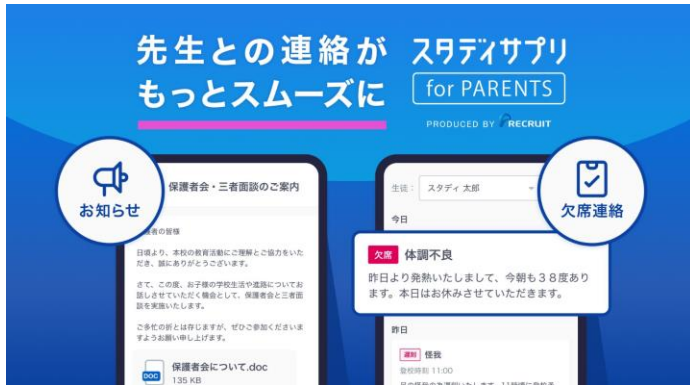 先生との連絡が
もっとスムーズに
スタディサプリ
for PARENTS
PRODUCED BY RECRUIT
お知らせ
保護者会・三者面談のご案内
者の皆様
日頃より、本校の教育活動にご理解とご協力をいた
だき、誠にありがとうございます。
さて、この度、お子様の学校生活や進路についてお
話しさせていただく機会として、保護者会と三者面
談を実施いたします。
ご多忙の折とは存じますが、ぜひご参加くださいま
すようお願い申し上げます。
DOC
保護者会について.doc
135 KB
欠席連絡
生徒：
スタディ 太郎
今日
欠席 体調不良
昨日より発熱いたしまして、今朝も３８度あり
ます。本日はお休みさせていただきます。
昨日
遅刻 怪我
登校時刻 11:00